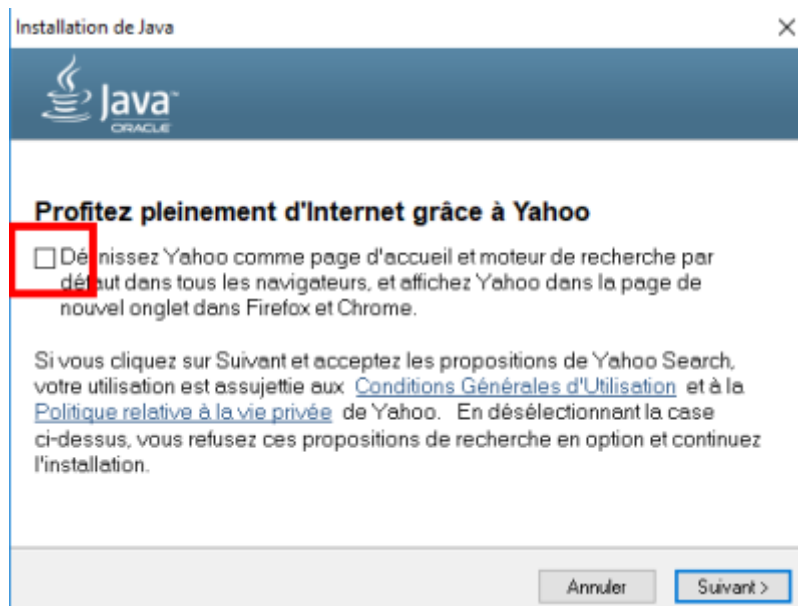 Installation de Java
Java™
ORACLE
Profitez pleinement d'Internet grâce à Yahoo
Définissez Yahoo comme page d'accueil et moteur de recherche par
défaut dans tous les navigateurs, et affichez Yahoo dans la page de
nouvel onglet dans Firefox et Chrome.
Si vous cliquez sur Suivant et acceptez les propositions de Yahoo Search,
votre utilisation est assujettie aux Conditions Générales d'Utilisation et à la
Politique relative à la vie privée de Yahoo. En désélectionnant la case
ci-dessus, vous refusez ces propositions de recherche en option et continuez
l'installation.
Annuler
Suivant >